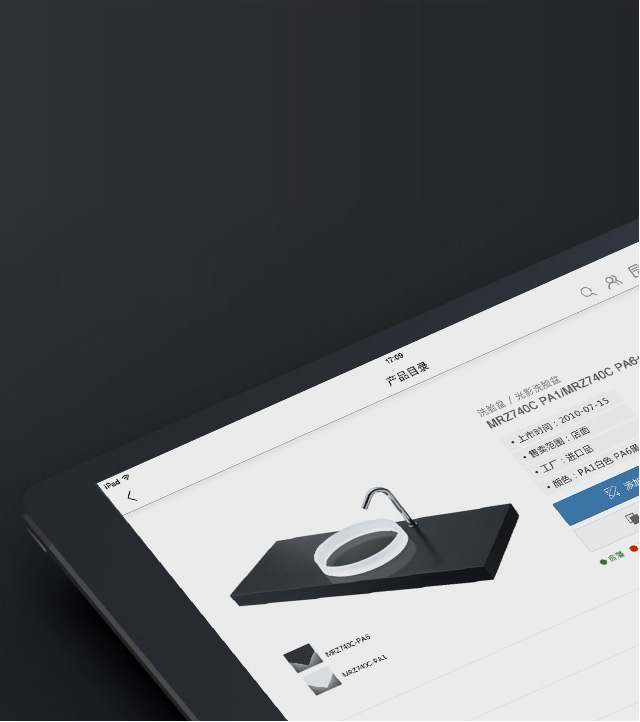 iPad
17:09
产品目录
洗脸盆 / 光影洗脸盆
MRZ740C PA1/MRZ740C PA6
• 上市时间：2010-07-15
• 售卖范围：店面
• 工厂：进口品
• 颜色：PA1白色 PA6黑
添加
MRZ740C-PA6
MRZ740C-PA1